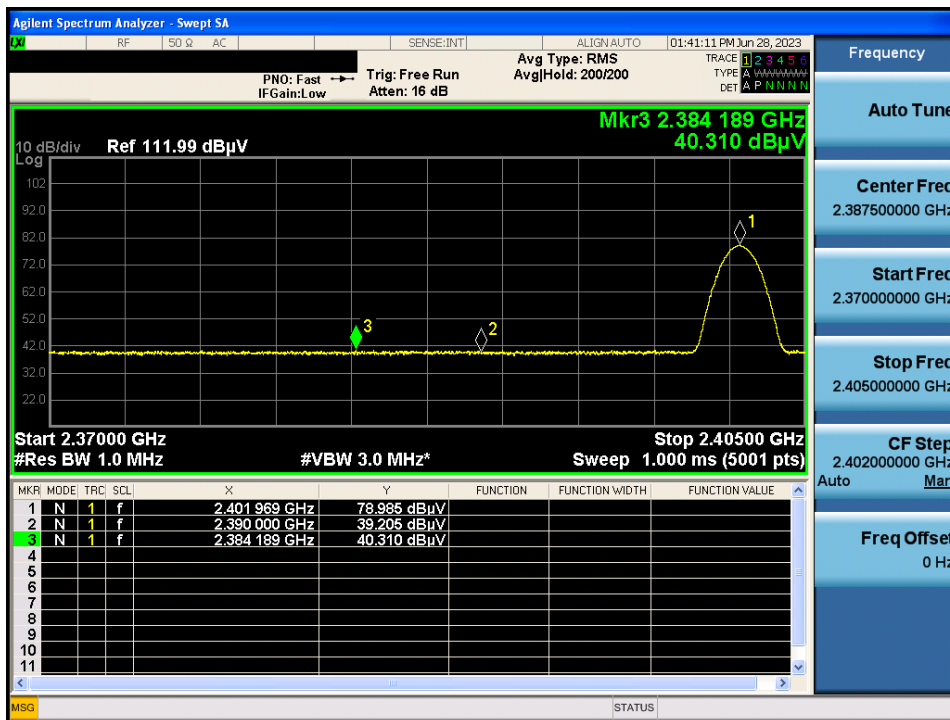 Agilent Spectrum Analyzer - Swept SA
LXI RF 50 Ω AC SENSE:INT ALIGN AUTO 01:41:11 PM Jun 28, 2023
Frequency
PNO: Fast
IFGain:Low
Trig: Free Run
Atten: 16 dB
Avg Type: RMS
Avg|Hold: 200/200
TRACE 1 2 3 4 5 6
TYPE A WWWWW
DET A P N N N N
Mkr3 2.384 189 GHz
40.310 dBµV
10 dB/div Ref 111.99 dBµV
Log
102
92.0
82.0
72.0
62.0
52.0
42.0
32.0
22.0
1
2
3
Start 2.37000 GHz
Stop 2.40500 GHz
#Res BW 1.0 MHz
#VBW 3.0 MHz*
Sweep 1.000 ms (5001 pts)
MKR MODE TRC SCL X Y FUNCTION FUNCTION WIDTH FUNCTION VALUE
1 N 1 f 2.401 969 GHz 78.985 dBµV
2 N 1 f 2.390 000 GHz 39.205 dBµV
3 N 1 f 2.384 189 GHz 40.310 dBµV
4
5
6
7
8
9
10
11
MSG
STATUS
Auto Tune
Center Freq
2.387500000 GHz
Start Freq
2.370000000 GHz
Stop Freq
2.405000000 GHz
CF Step
2.402000000 GHz
Auto Man
Freq Offset
0 Hz